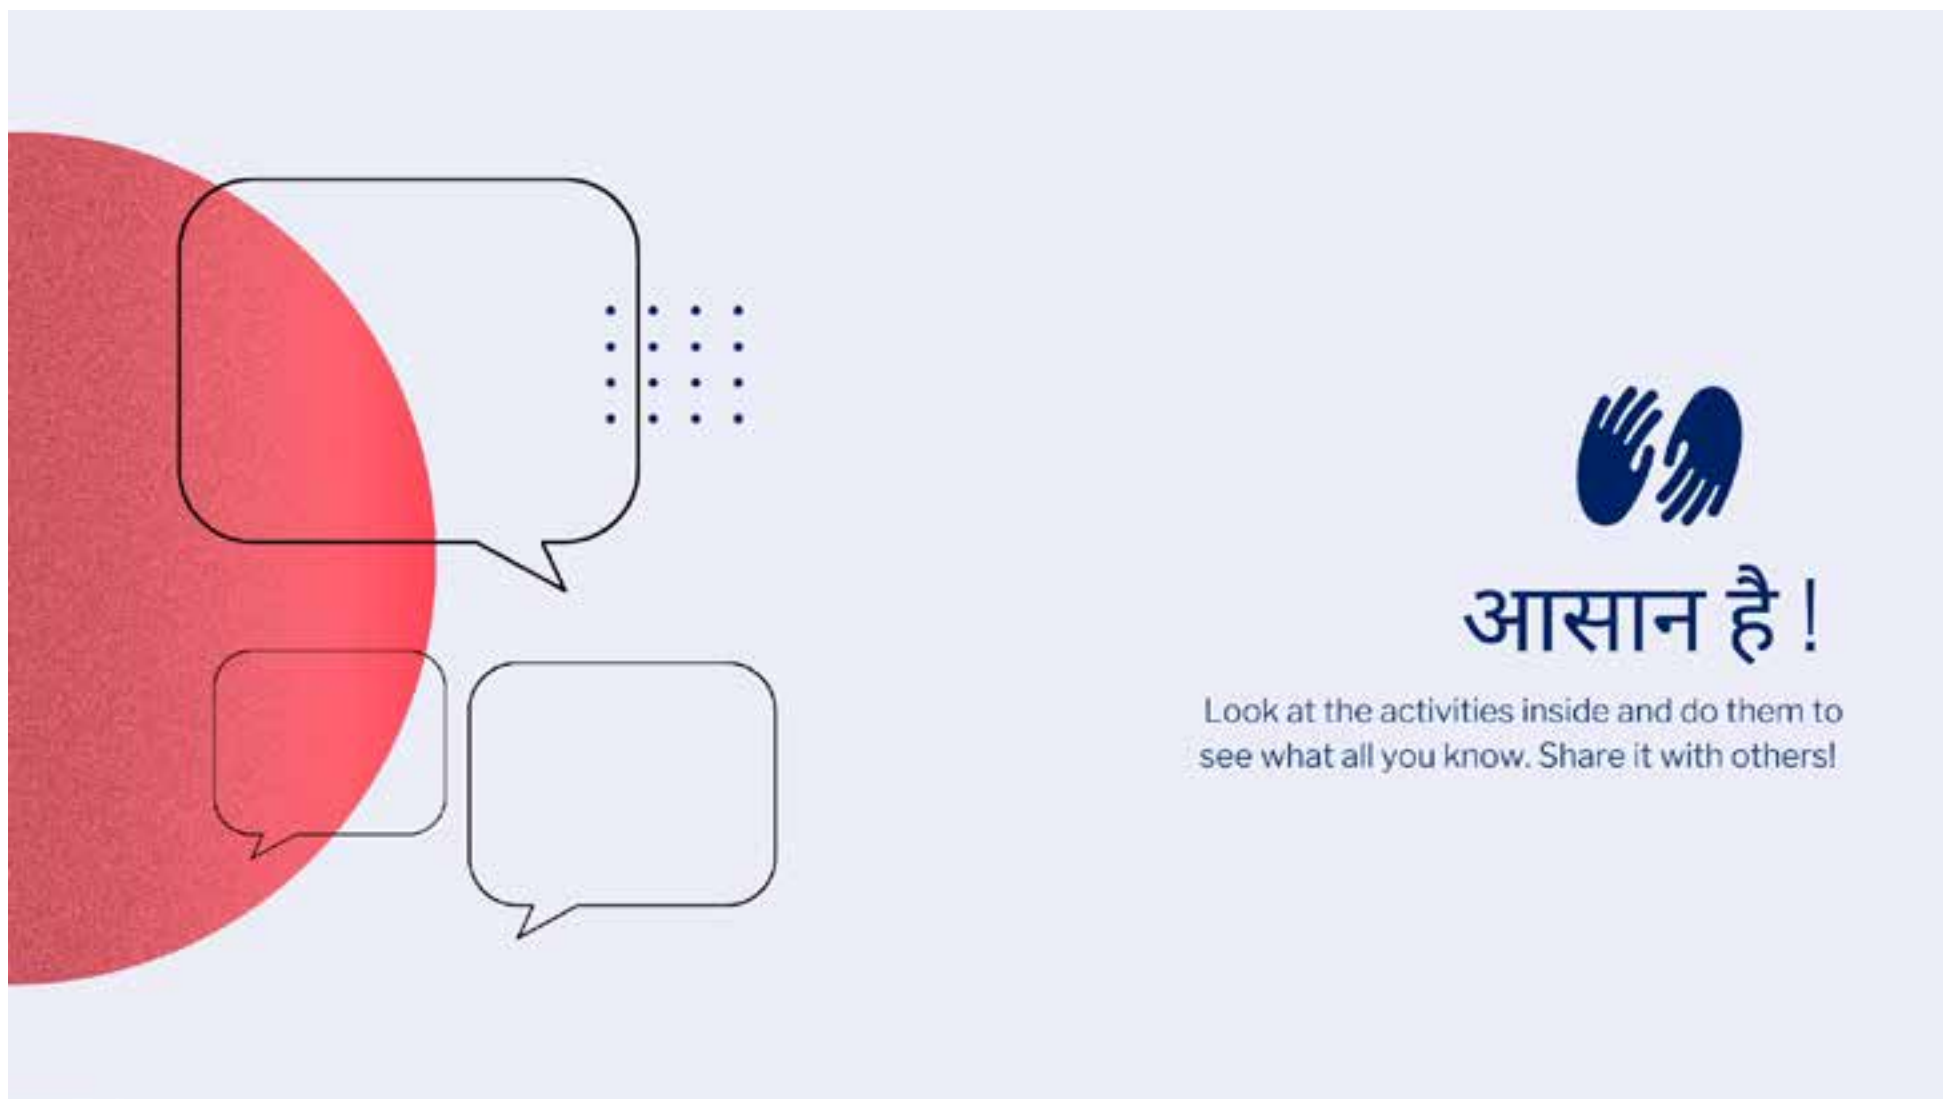 आसान है !
Look at the activities inside and do them to
see what all you know. Share it with others!